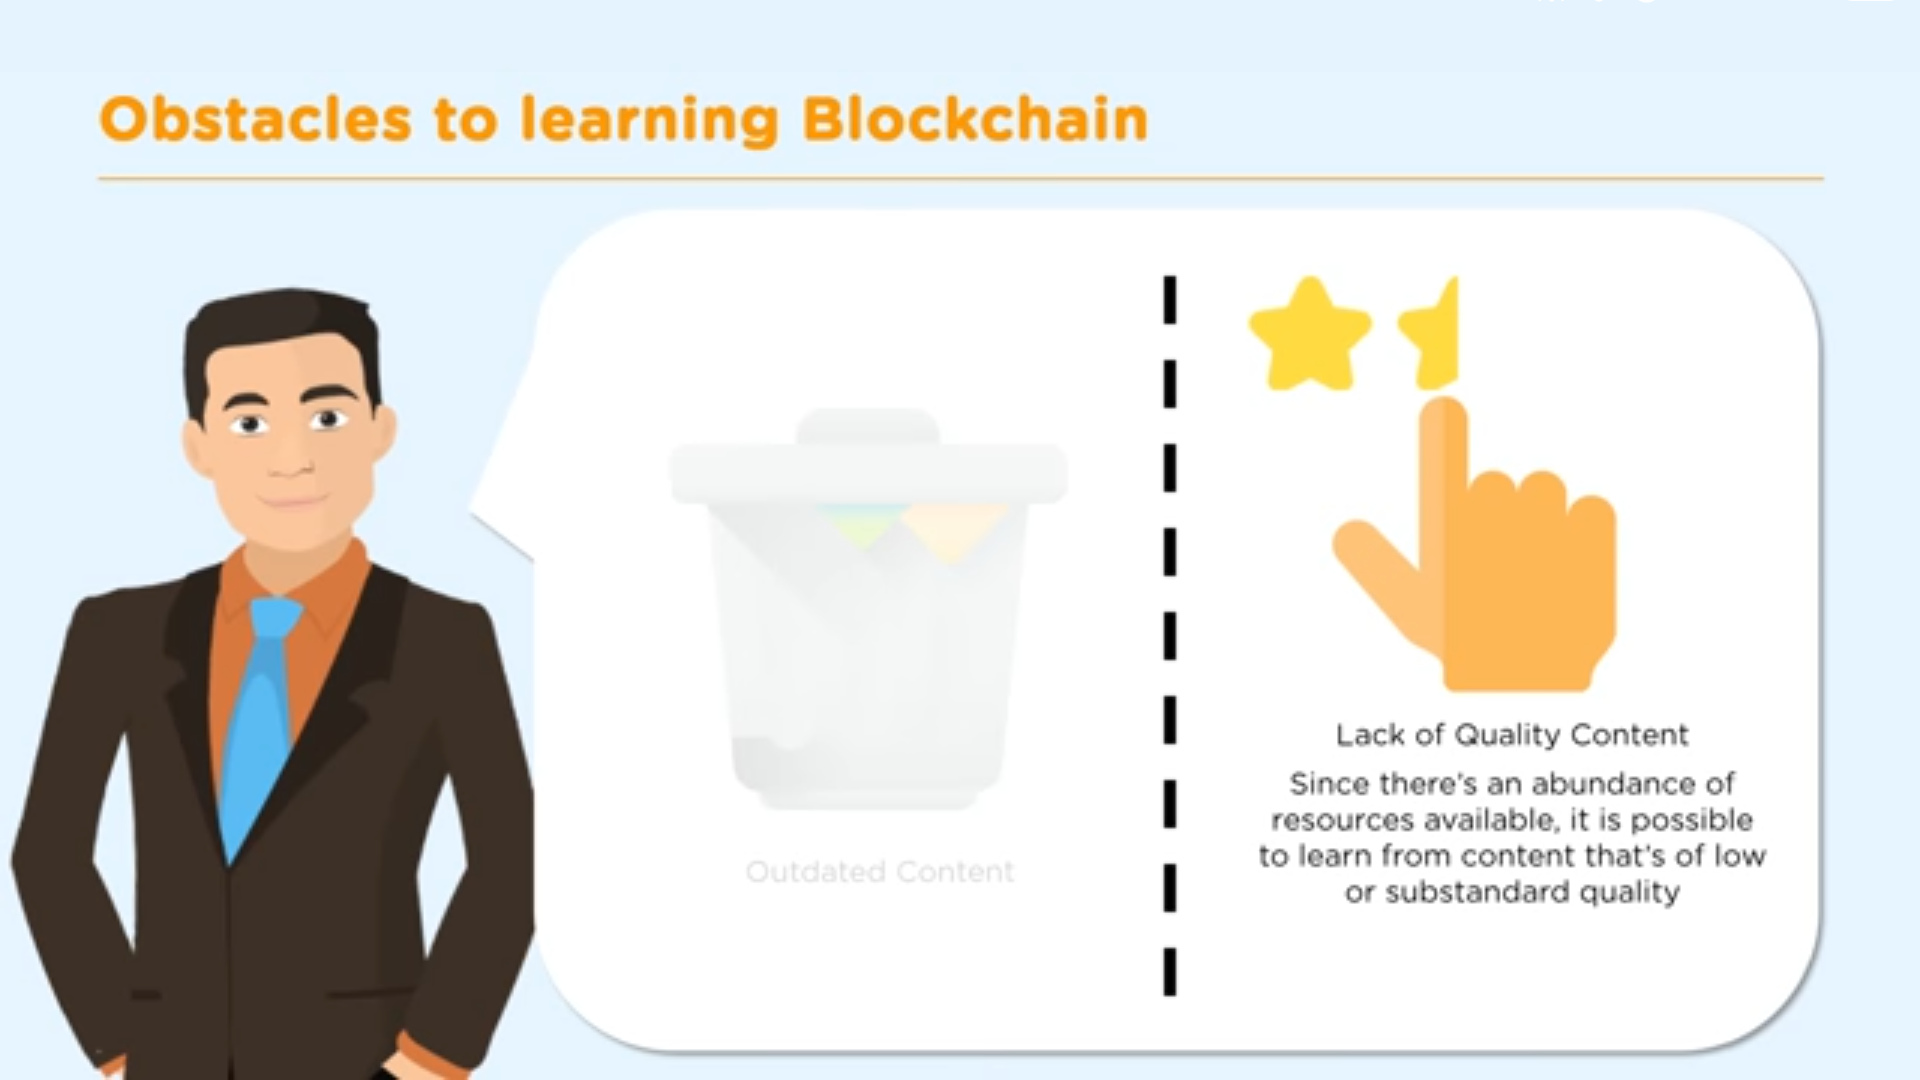 Obstacles to learning Blockchain
Outdated Content
Lack of Quality Content
Since there's an abundance of
resources available, it is possible
to learn from content that's of low
or substandard quality